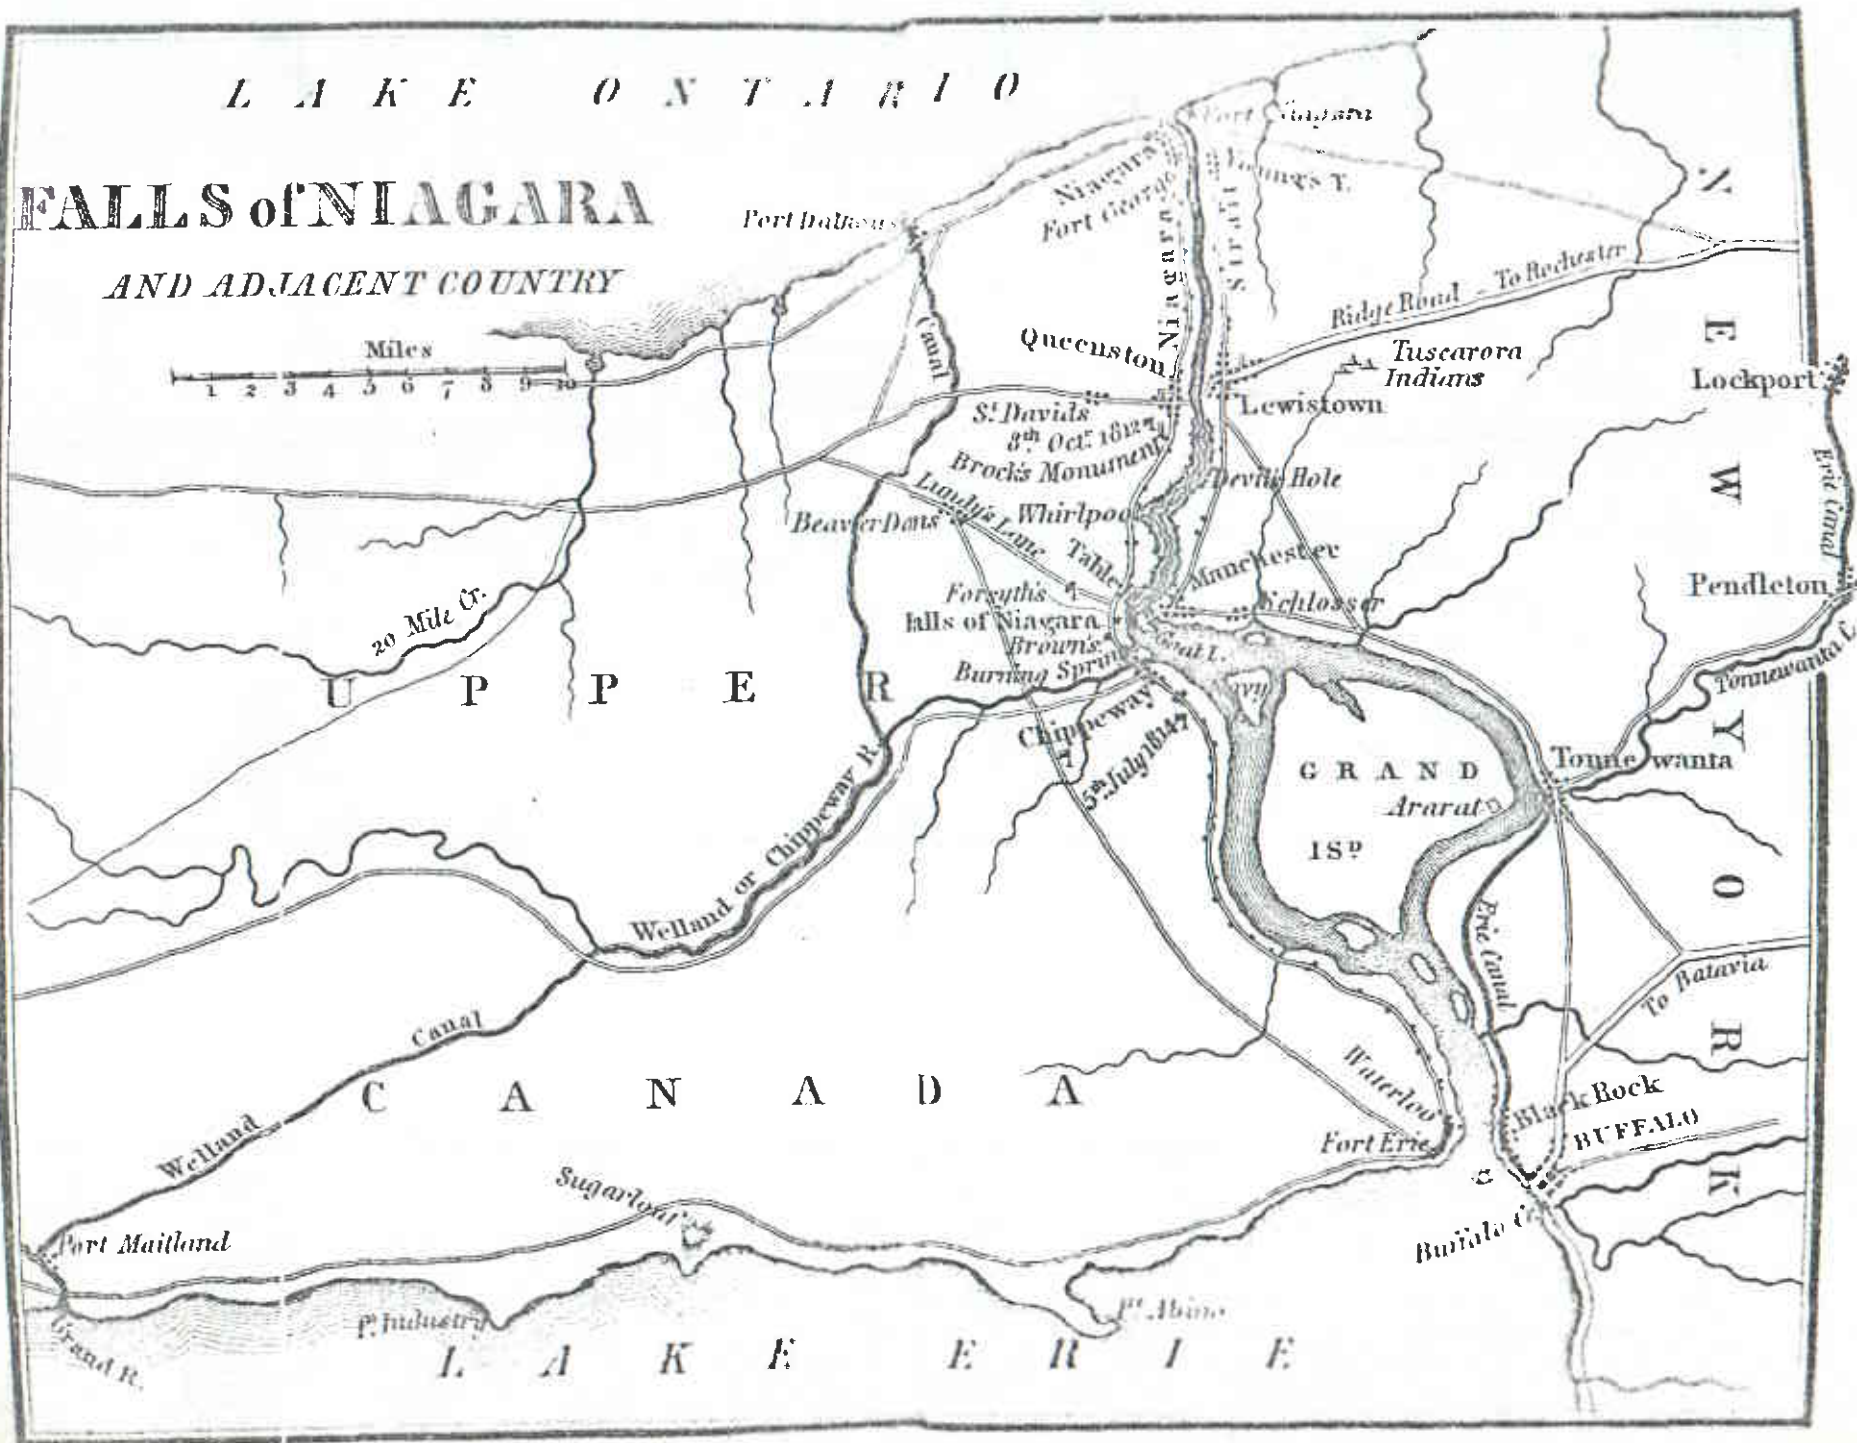 LAKE ONTARIO
FALLS of NIAGARA
AND ADJACENT COUNTRY
Miles
1 2 3 4 5 6 7 8 9 10
Fort Niagara
Youngs T.
Niagara
Fort George
Niagara
Street
Port Dalhousie
Canal
Queenston
Ridge Road - To Rochester
Tuscarora
Indians
Lewistown
Lockport
St. Davids
8th Octr. 1812
Brock's Monument
Devils Hole
Erie Canal
Lundy's Lane
Whirlpool
Beaver Dams
Table
Manchester
Forsyth's
Schlosser
Pendleton
Falls of Niagara
Brown's
Goat I.
Burning Spring
20 Mile Cr.
Tonnewanta C.
Navy
UPPER
Chippeway
5th July 1814
GRAND
ISD
Ararat
Tonnewanta
Welland or Chippeway R.
Erie Canal
To Batavia
NEW YORK
Canal
Welland
CANADA
Waterloo
Black Rock
BUFFALO
Fort Erie
Buffalo Cr.
Sugarloaf
Port Maitland
Pt. Industry
Pt. Abino
Grand R.
LAKE ERIE